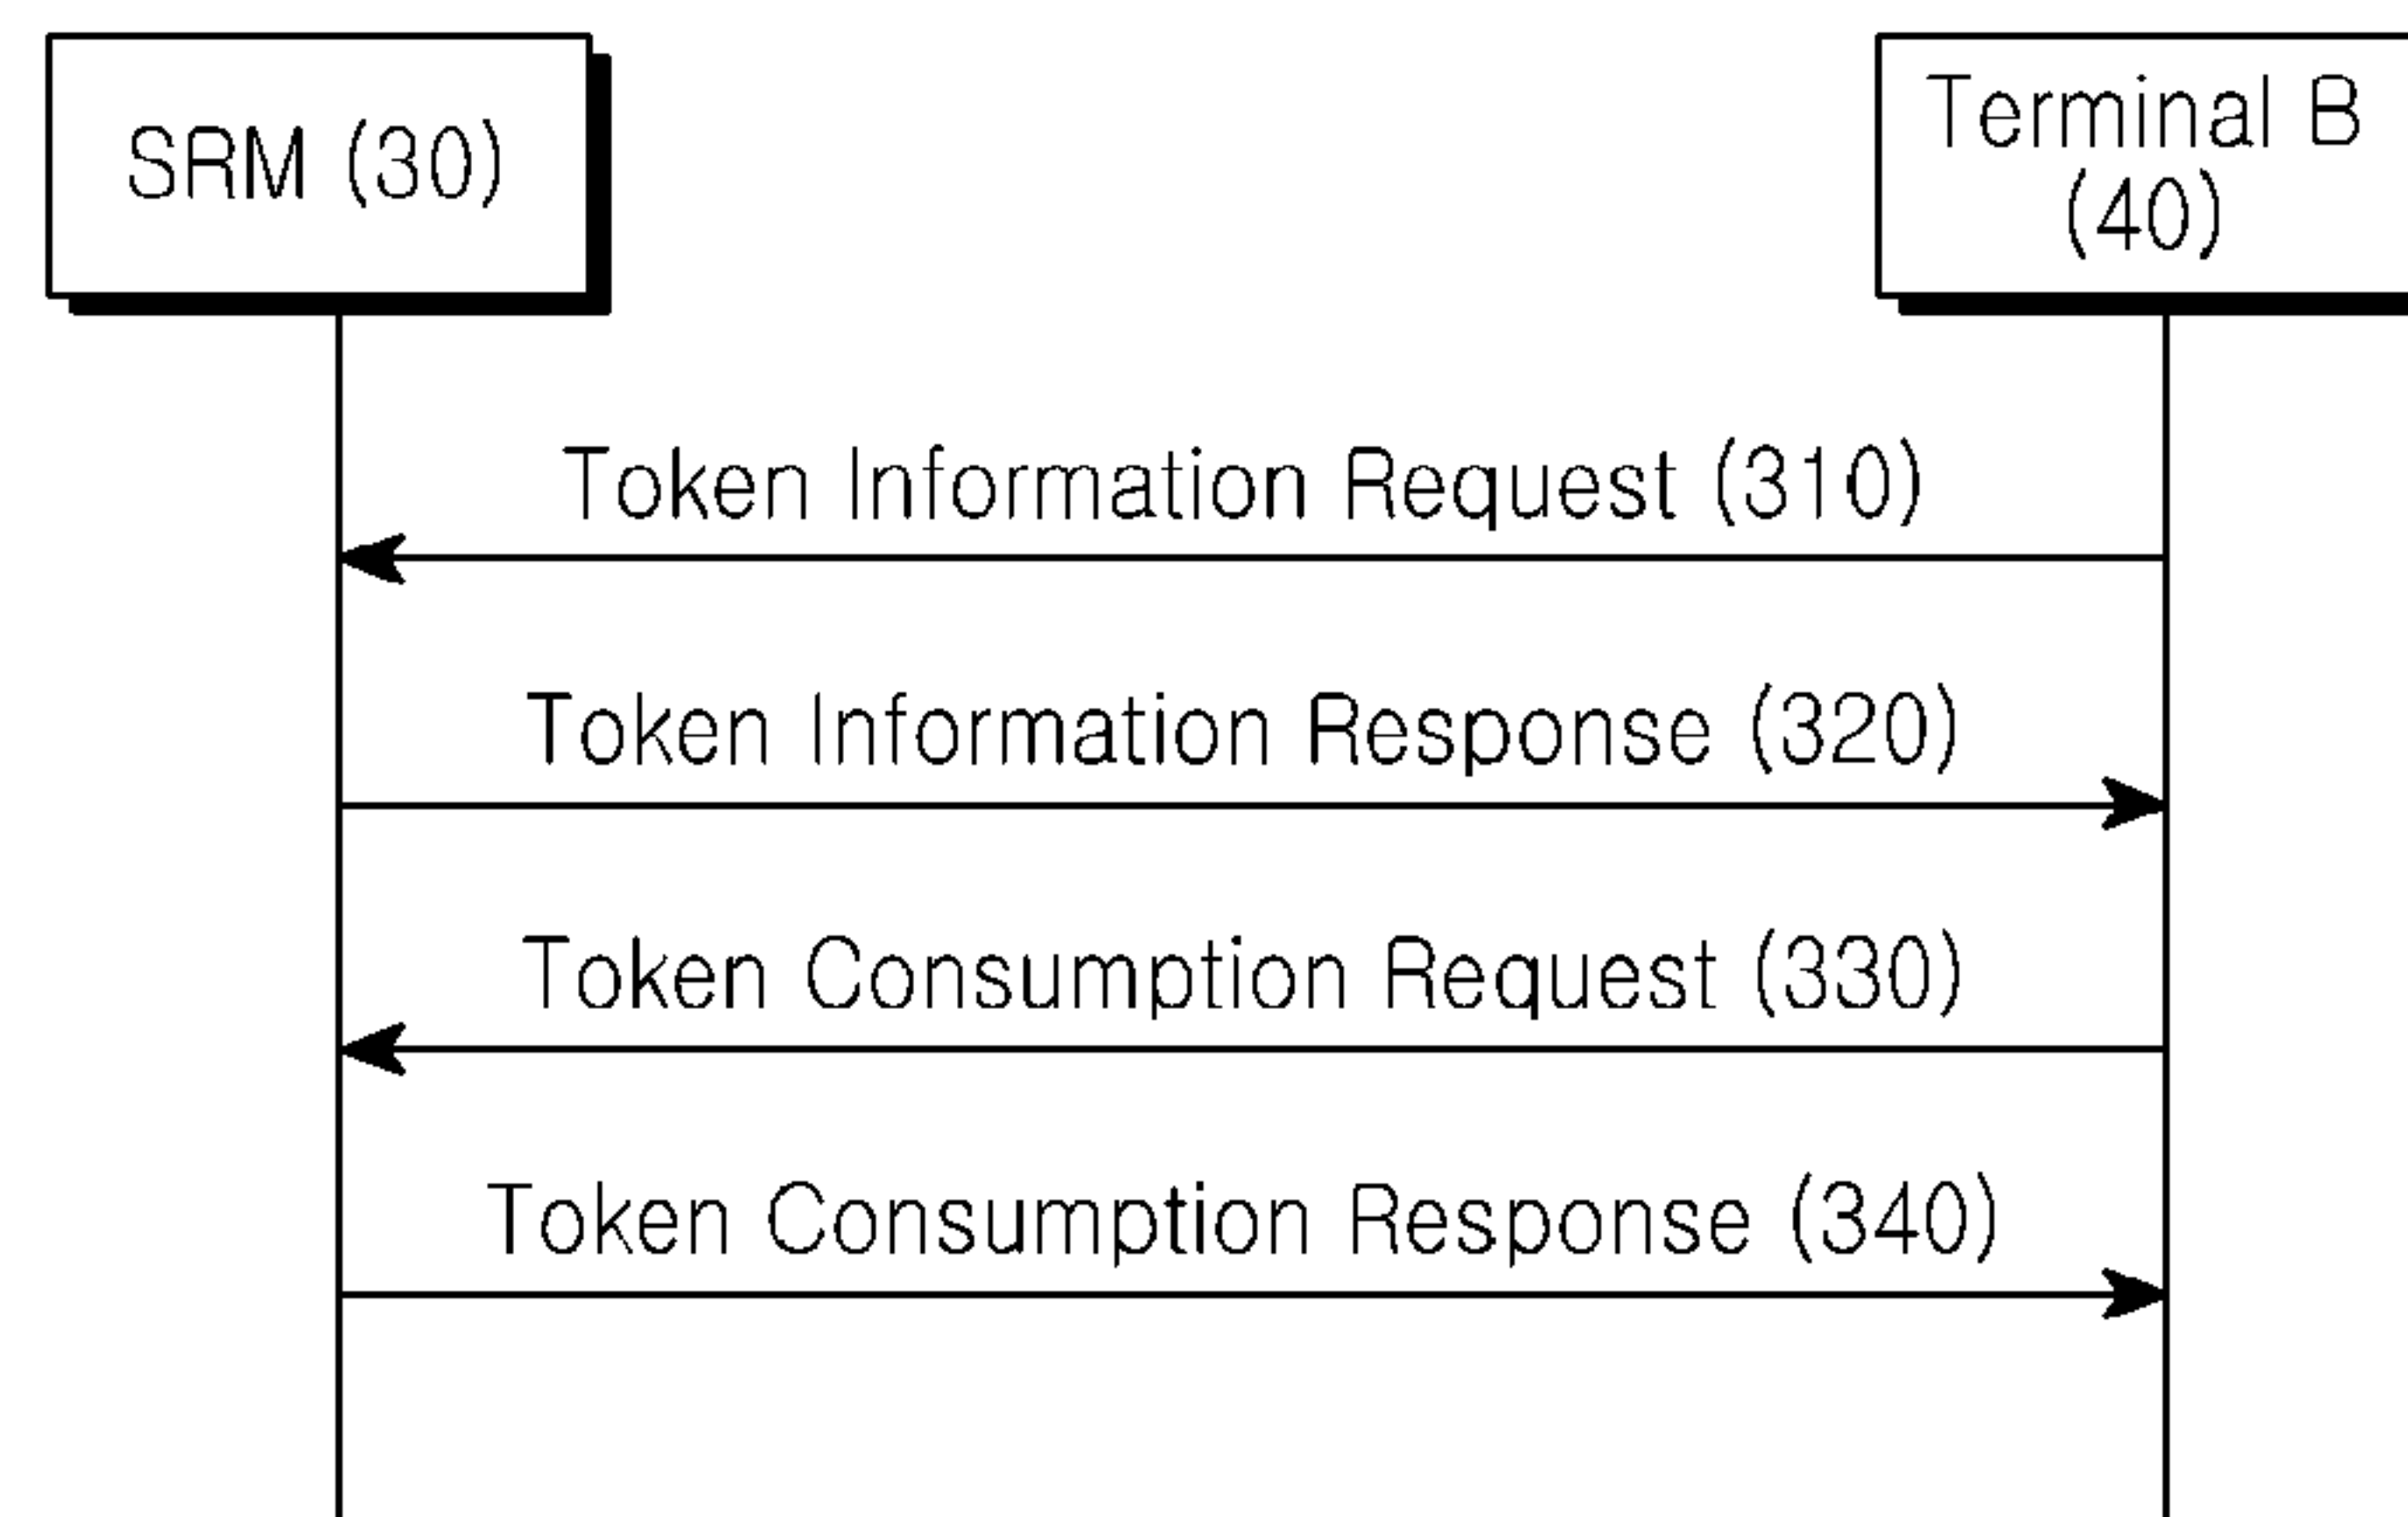 SRM (30)
Terminal B
(40)
Token Information Request (310)
Token Information Response (320)
Token Consumption Request (330)
Token Consumption Response (340)